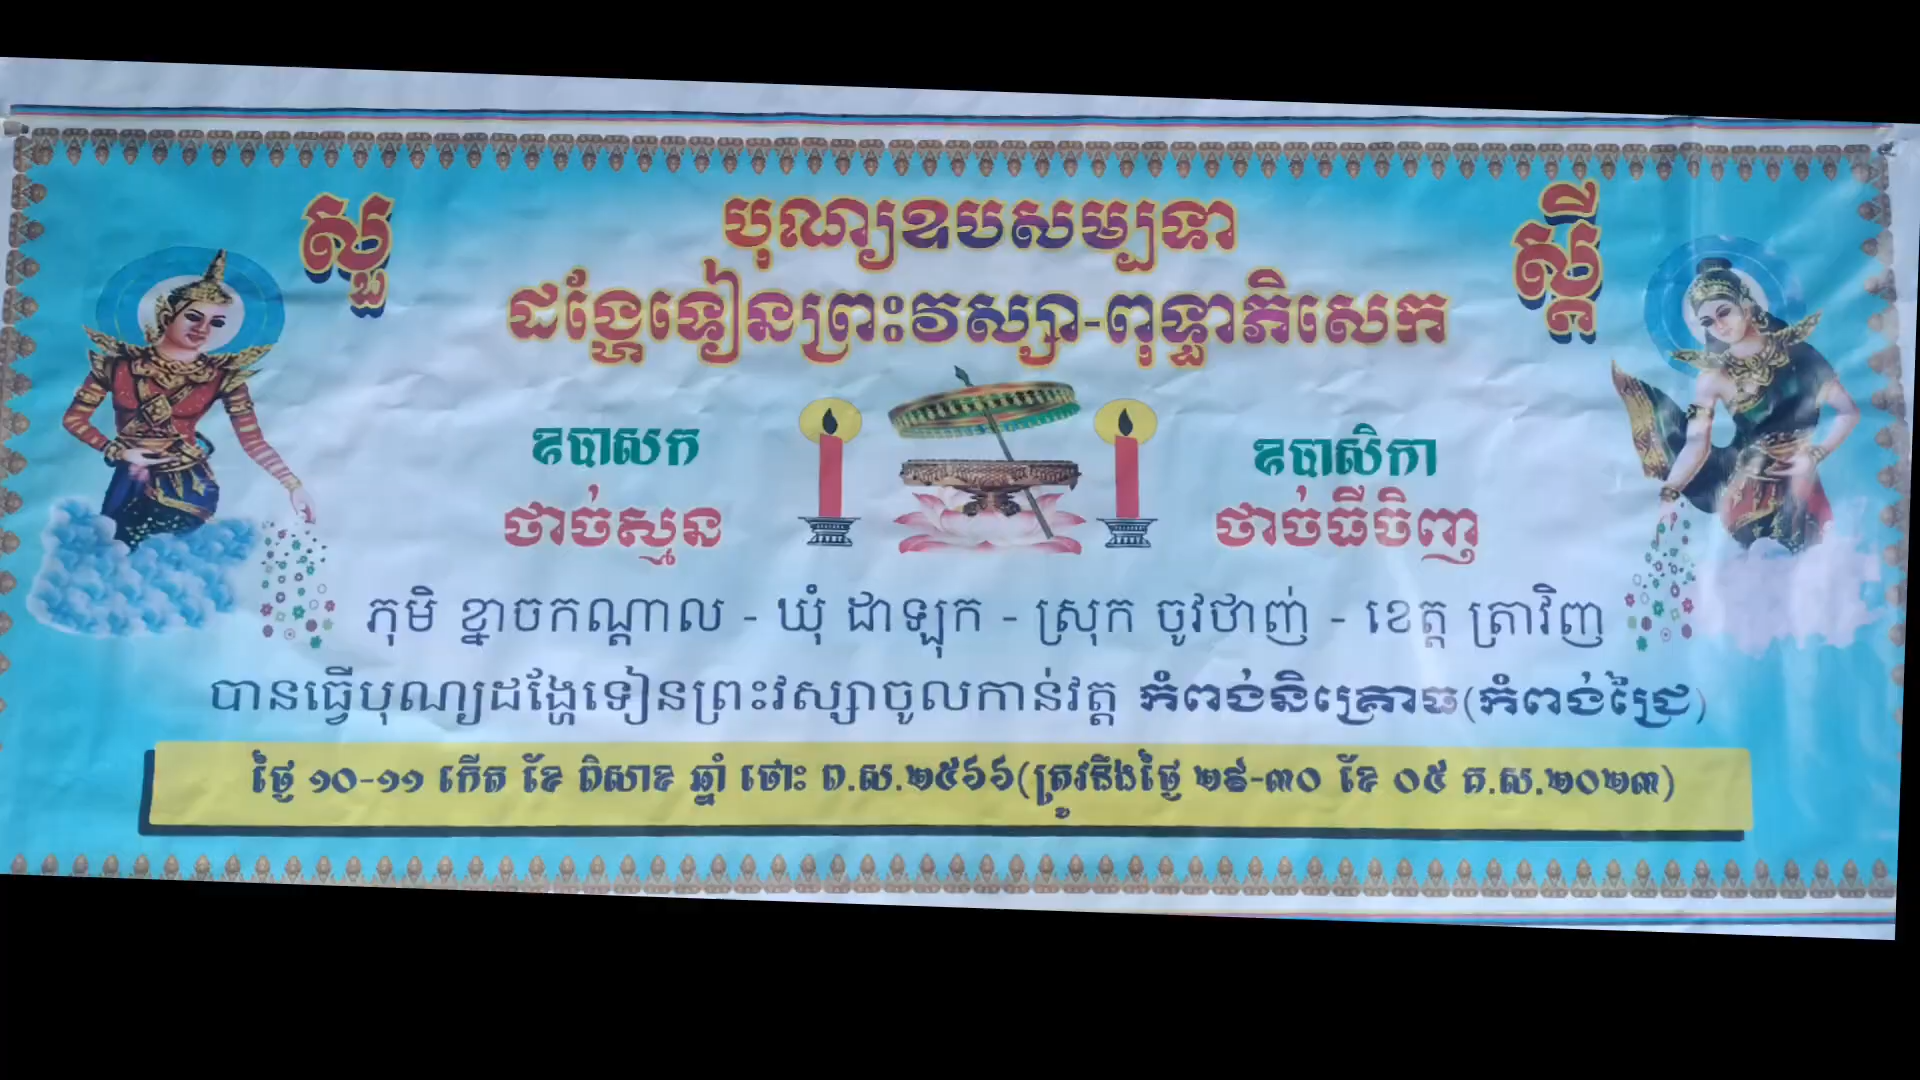 សួ ស្តី
បុណ្យឧបសម្បទា
ដង្ហែទៀនព្រះវស្សា-ពុទ្ធាភិសេក
ឧបាសក ឧបាសិកា
ថាច់ស្មន ថាច់ធីចិញ
ភុមិ ខ្នាចកណ្តាល - ឃុំ ដាឡុក - ស្រុក ចូវថាញ់ - ខេត្ត ត្រាវិញ
បានធ្វើបុណ្យដង្ហែទៀនព្រះវស្សាចូលកាន់វត្ត កំពង់និគ្រោធ(កំពង់ជ្រៃ)
ថ្ងៃ ១០-១១ កើត ខែ ពិសាខ ឆ្នាំ ថោះ ព.ស.២៥៦៦(ត្រូវនឹងថ្ងៃ ២៩-៣០ ខែ ០៥ គ.ស.២០២៣)